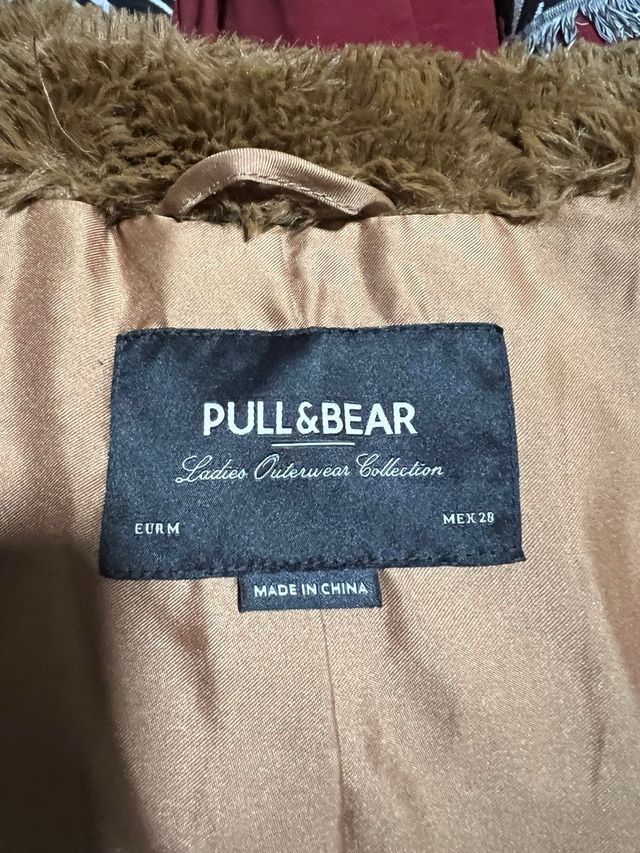 PULL&BEAR
Ladies Outerwear Collection
EUR M
MEX 28
MADE IN CHINA